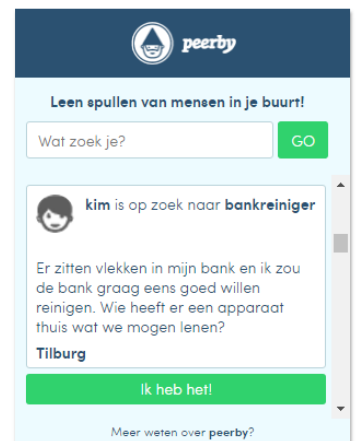 peerby
Leen spullen van mensen in je buurt!
Wat zoek je?
GO
kim is op zoek naar bankreiniger
Er zitten vlekken in mijn bank en ik zou
de bank graag eens goed willen
reinigen. Wie heeft er een apparaat
thuis wat we mogen lenen?
Tilburg
Ik heb het!
Meer weten over peerby?